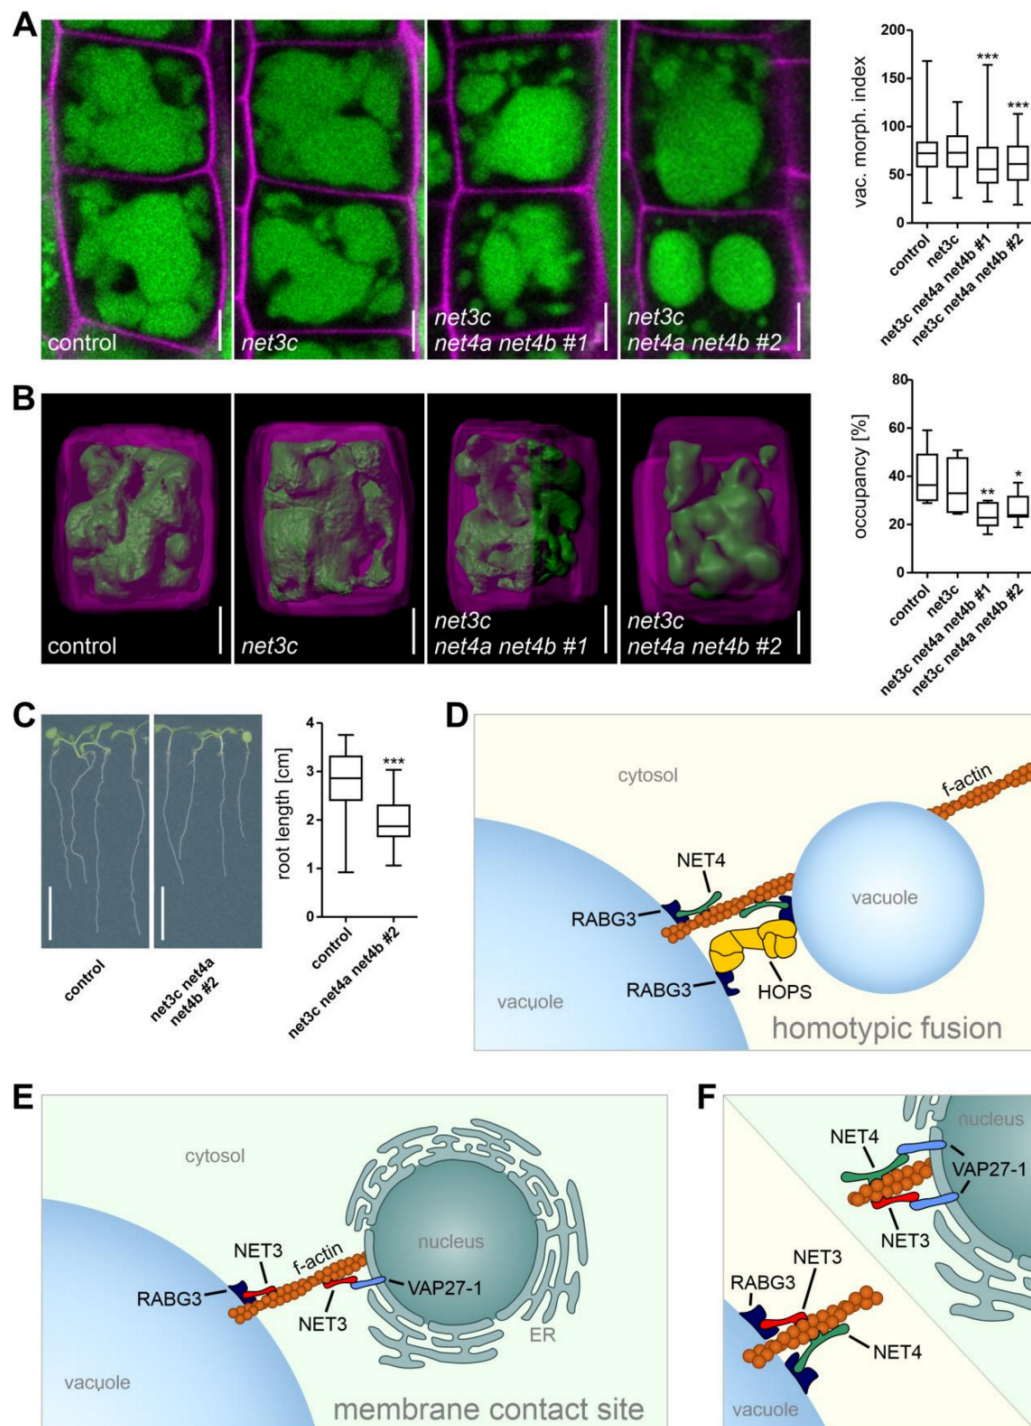 A
control
net3c
net3c
net4a net4b #1
net3c
net4a net4b #2
vac. morph. index
200
150
100
50
0
***
***
control
net3c
net3c net4a net4b #1
net3c net4a net4b #2
B
control
net3c
net3c
net4a net4b #1
net3c
net4a net4b #2
occupancy [%]
80
60
40
20
0
**
*
control
net3c
net3c net4a net4b #1
net3c net4a net4b #2
C
control
net3c net4a
net4b #2
root length [cm]
4
3
2
1
0
***
control
net3c net4a net4b #2
D
cytosol
f-actin
NET4
vacuole
RABG3
RABG3
HOPS
vacuole
homotypic fusion
E
cytosol
NET3
f-actin
nucleus
RABG3
VAP27-1
NET3
ER
vacuole
membrane contact site
F
nucleus
NET4
VAP27-1
NET3
NET3
RABG3
NET4
vacuole